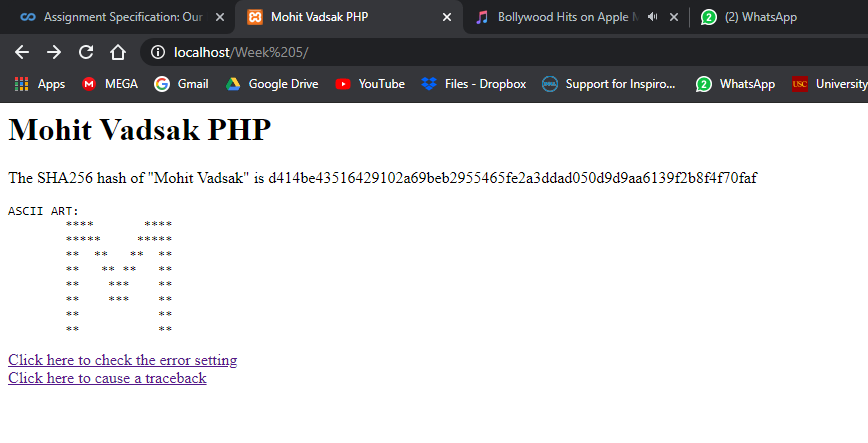 Assignment Specification: Our
Mohit Vadsak PHP
Bollywood Hits on Apple M
(2) WhatsApp
localhost/Week%205/
Apps
MEGA
Gmail
Google Drive
YouTube
Files - Dropbox
Support for Inspiro...
WhatsApp
USC
University
Mohit Vadsak PHP
The SHA256 hash of "Mohit Vadsak" is d414be43516429102a69beb2955465fe2a3ddad050d9d9aa6139f2b8f4f70faf
ASCII ART:
        ****       ****
        *****     *****
        **  **   **  **
        **   ** **   **
        **    ***    **
        **    ***    **
        **           **
        **           **
Click here to check the error setting
Click here to cause a traceback